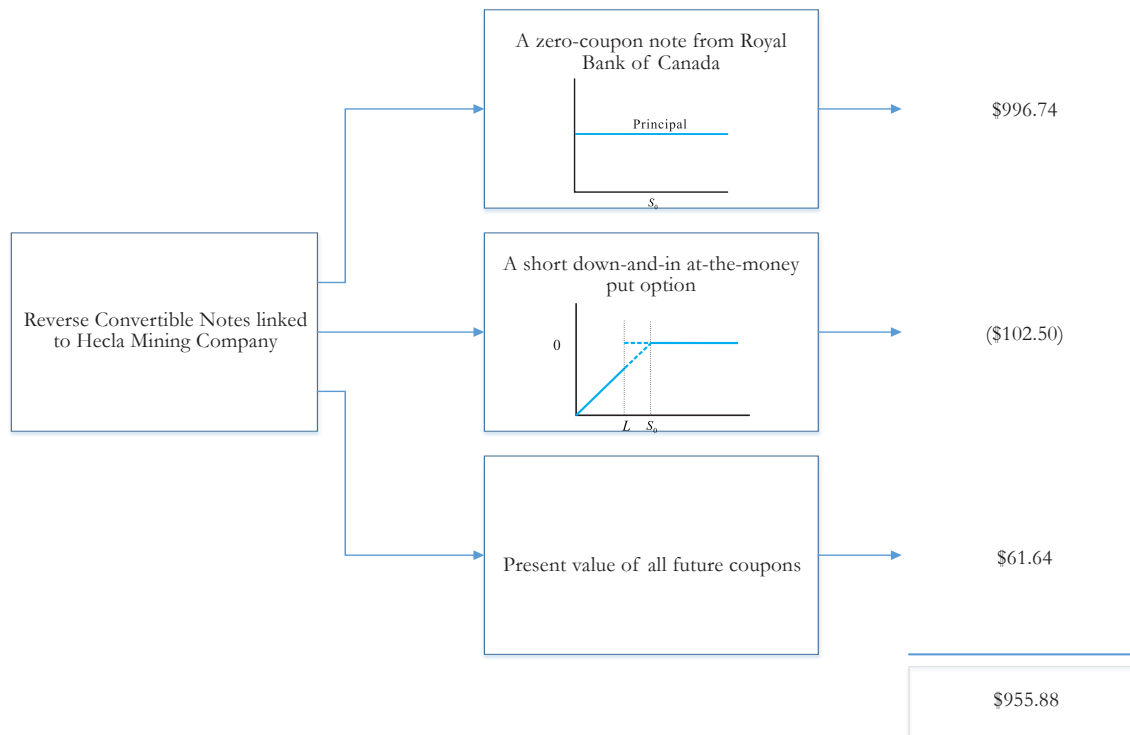 A zero-coupon note from Royal
Bank of Canada
Principal
S₀
$996.74
Reverse Convertible Notes linked
to Hecla Mining Company
A short down-and-in at-the-money
put option
0
L S₀
($102.50)
Present value of all future coupons
$61.64
$955.88